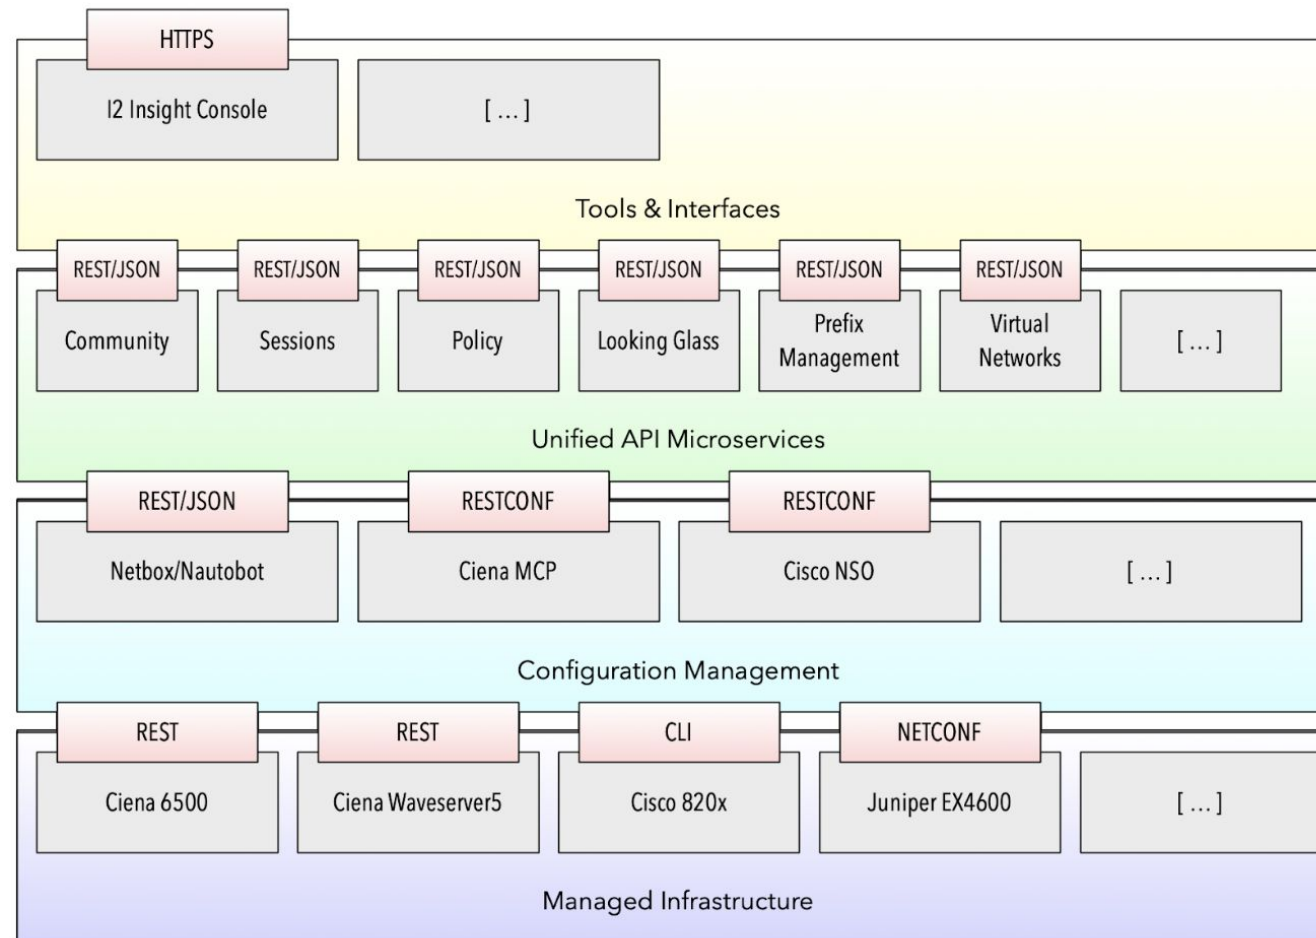 HTTPS
I2 Insight Console
[ ... ]
Tools & Interfaces
REST/JSON
REST/JSON
REST/JSON
REST/JSON
REST/JSON
REST/JSON
Community
Sessions
Policy
Looking Glass
Prefix
Management
Virtual
Networks
[ ... ]
Unified API Microservices
REST/JSON
RESTCONF
RESTCONF
Netbox/Nautobot
Ciena MCP
Cisco NSO
[ ... ]
Configuration Management
REST
REST
CLI
NETCONF
Ciena 6500
Ciena Waveserver5
Cisco 820x
Juniper EX4600
[ ... ]
Managed Infrastructure